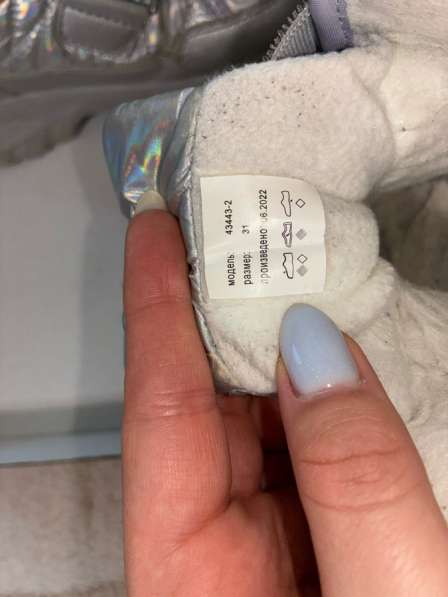 модель: 43443-2
размер: 31
произведено: 06.2022